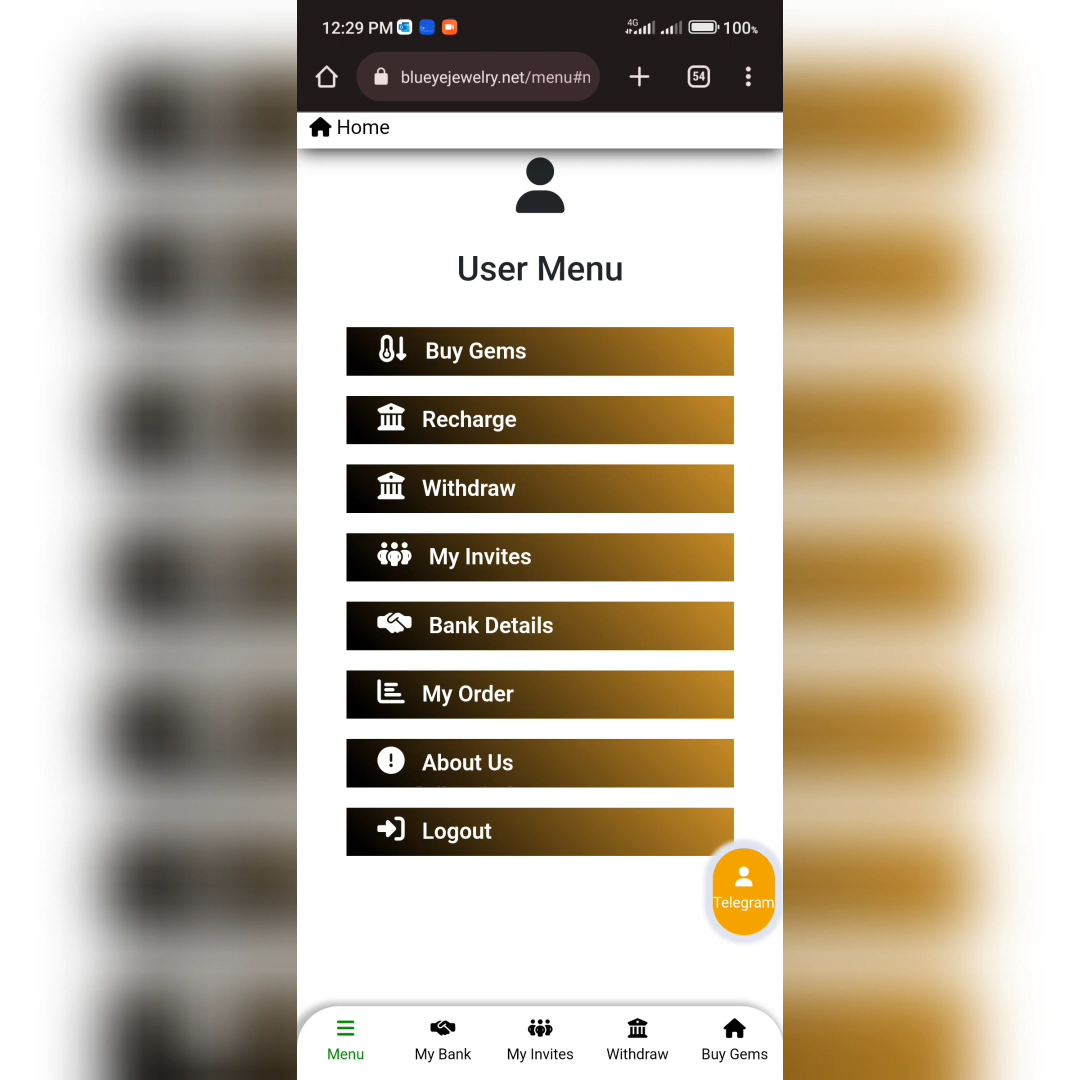 12:29 PM
4G
100%
blueyejewelry.net/menu#n
54
Home
User Menu
Buy Gems
Recharge
Withdraw
My Invites
Bank Details
My Order
About Us
Logout
Telegram
Menu
My Bank
My Invites
Withdraw
Buy Gems